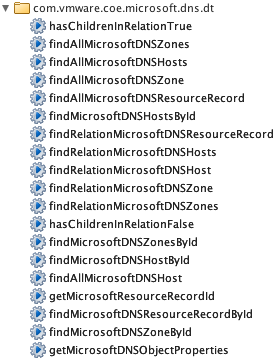 com.vmware.coe.microsoft.dns.dt
hasChildrenInRelationTrue
findAllMicrosoftDNSZones
findAllMicrosoftDNSHosts
findAllMicrosoftDNSZone
findAllMicrosoftDNSResourceRecord
findMicrosoftDNSHostsById
findRelationMicrosoftDNSResourceRecord
findRelationMicrosoftDNSHosts
findRelationMicrosoftDNSHost
findRelationMicrosoftDNSZone
findRelationMicrosoftDNSZones
hasChildrenInRelationFalse
findMicrosoftDNSZonesById
findMicrosoftDNSHostById
findAllMicrosoftDNSHost
getMicrosoftResourceRecordId
findMicrosoftDNSResourceRecordById
findMicrosoftDNSZoneById
getMicrosoftDNSObjectProperties